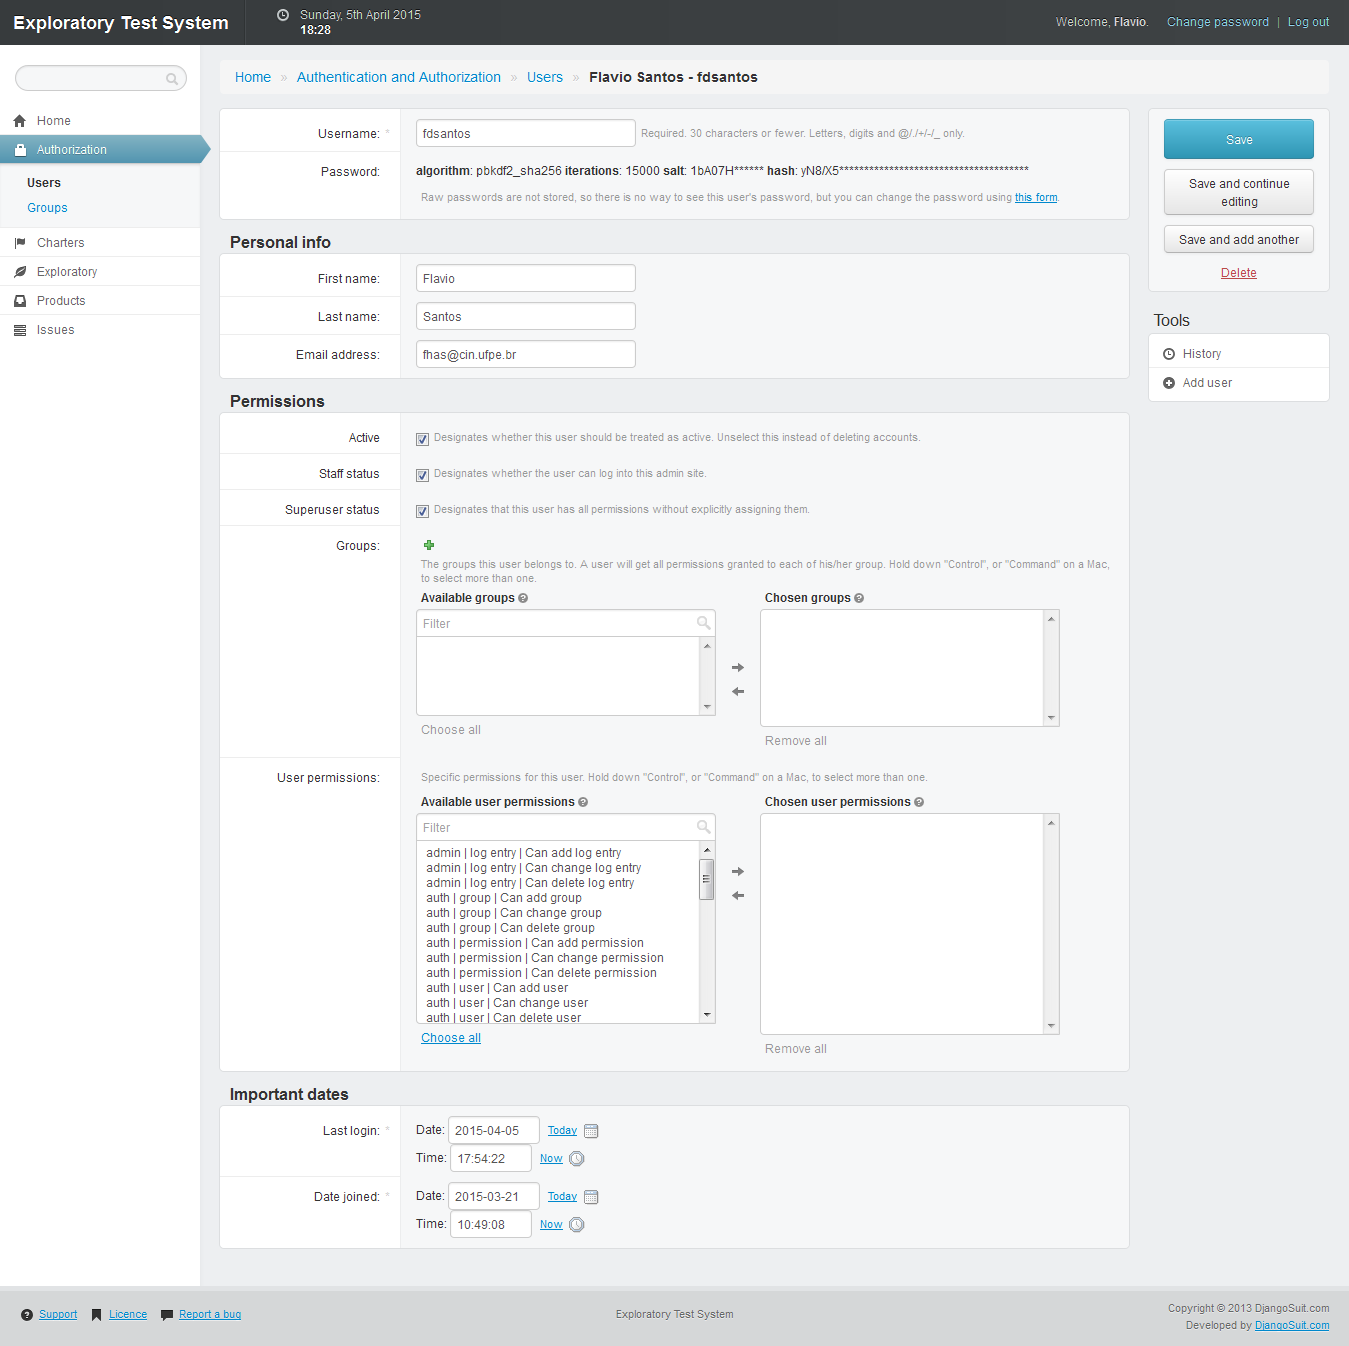 Exploratory Test System
Sunday, 5th April 2015
18:28
Welcome, Flavio. Change password | Log out
Home » Authentication and Authorization » Users » Flavio Santos - fdsantos
Home
Authorization
Users
Groups
Charters
Exploratory
Products
Issues
Username: * fdsantos Required. 30 characters or fewer. Letters, digits and @/./+/-/_ only.
Password: algorithm: pbkdf2_sha256 iterations: 15000 salt: 1bA07H****** hash: yN8/X5**************************************
Raw passwords are not stored, so there is no way to see this user's password, but you can change the password using this form.
Personal info
First name: Flavio
Last name: Santos
Email address: fhas@cin.ufpe.br
Permissions
Active Designates whether this user should be treated as active. Unselect this instead of deleting accounts.
Staff status Designates whether the user can log into this admin site.
Superuser status Designates that this user has all permissions without explicitly assigning them.
Groups:
The groups this user belongs to. A user will get all permissions granted to each of his/her group. Hold down "Control", or "Command" on a Mac,
to select more than one.
Available groups ?
Filter
Choose all
Chosen groups ?
Remove all
User permissions: Specific permissions for this user. Hold down "Control", or "Command" on a Mac, to select more than one.
Available user permissions ?
Filter
admin | log entry | Can add log entry
admin | log entry | Can change log entry
admin | log entry | Can delete log entry
auth | group | Can add group
auth | group | Can change group
auth | group | Can delete group
auth | permission | Can add permission
auth | permission | Can change permission
auth | permission | Can delete permission
auth | user | Can add user
auth | user | Can change user
auth | user | Can delete user
Choose all
Chosen user permissions ?
Remove all
Important dates
Last login: * Date: 2015-04-05 Today
Time: 17:54:22 Now
Date joined: * Date: 2015-03-21 Today
Time: 10:49:08 Now
Save
Save and continue
editing
Save and add another
Delete
Tools
History
Add user
Support Licence Report a bug
Exploratory Test System
Copyright © 2013 DjangoSuit.com
Developed by DjangoSuit.com